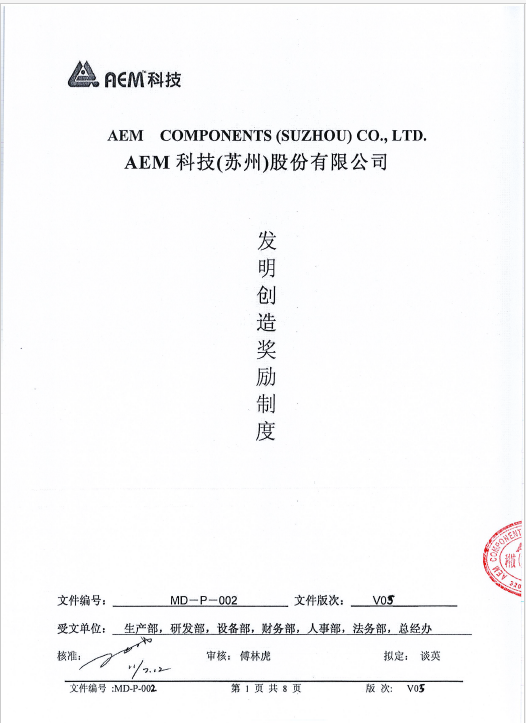 AEM科技
AEM COMPONENTS (SUZHOU) CO., LTD.
AEM 科技(苏州)股份有限公司
发明创造奖励制度
AEM COMPONENT
文件编号： MD－P－002 文件版次： V05
受文单位： 生产部，研发部，设备部，财务部，人事部，法务部，总经办
核准： 审核： 傅林虎 拟定： 谈英
文件编号 :MD-P-002 第 1 页 共 8 页 版 次: V05